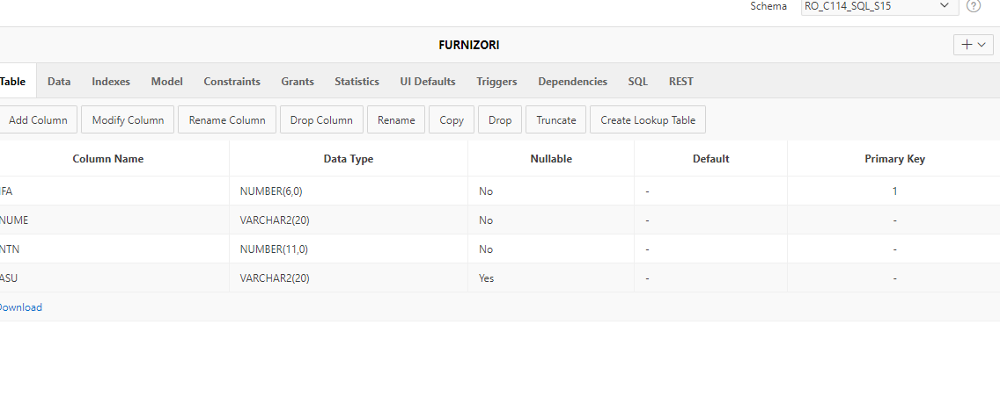 Schema RO_C114_SQL_S15
FURNIZORI
Table Data Indexes Model Constraints Grants Statistics UI Defaults Triggers Dependencies SQL REST
Add Column Modify Column Rename Column Drop Column Rename Copy Drop Truncate Create Lookup Table
Column Name Data Type Nullable Default Primary Key
IFA NUMBER(6,0) No - 1
NUME VARCHAR2(20) No - -
NTN NUMBER(11,0) No - -
ASU VARCHAR2(20) Yes - -
Download